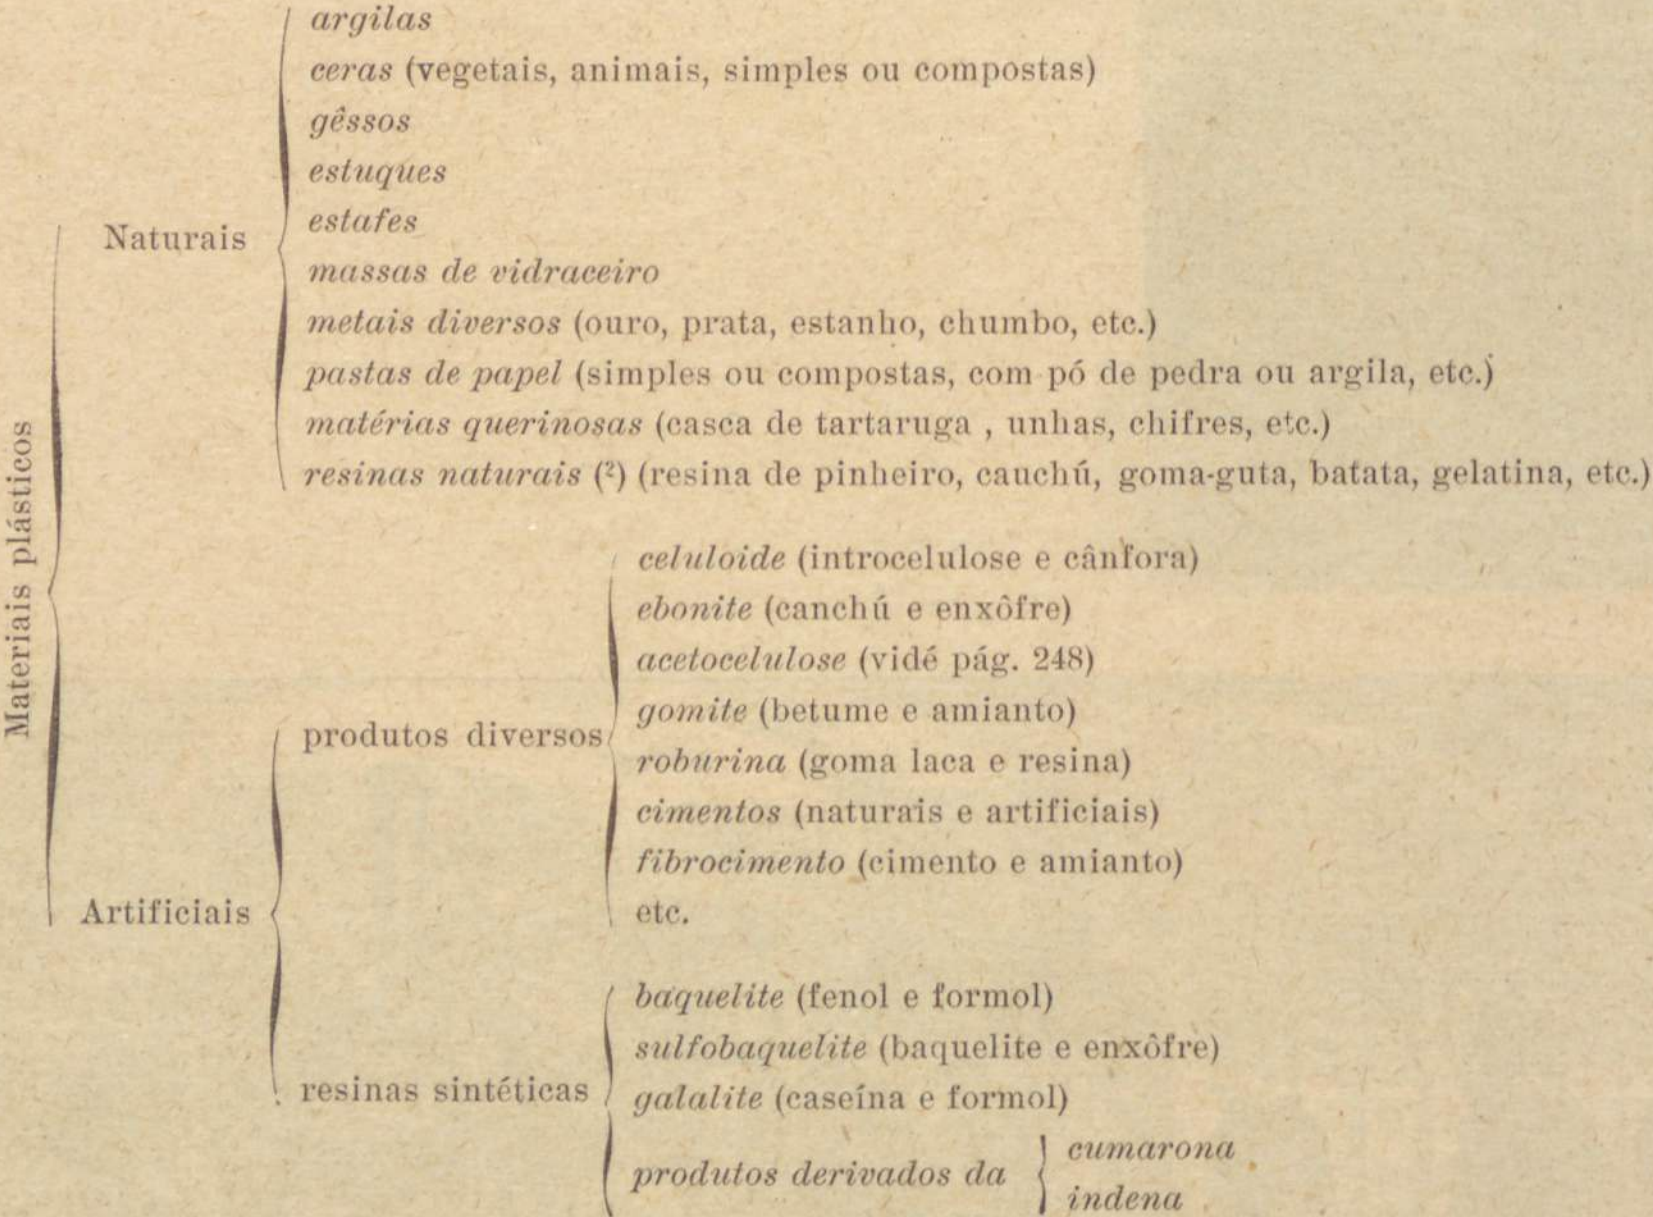 argilas
ceras (vegetais, animais, simples ou compostas)
gêssos
estuques
estafes
Naturais
massas de vidraceiro
metais diversos (ouro, prata, estanho, chumbo, etc.)
pastas de papel (simples ou compostas, com pó de pedra ou argila, etc.)
matérias querinosas (casca de tartaruga , unhas, chifres, etc.)
resinas naturais (²) (resina de pinheiro, cauchú, goma-guta, batata, gelatina, etc.)
Materiais plásticos
celuloide (introcelulose e cânfora)
ebonite (canchú e enxôfre)
acetocelulose (vidé pág. 248)
gomite (betume e amianto)
produtos diversos
roburina (goma laca e resina)
cimentos (naturais e artificiais)
fibrocimento (cimento e amianto)
etc.
Artificiais
baquelite (fenol e formol)
sulfobaquelite (baquelite e enxôfre)
resinas sintéticas
galalite (caseína e formol)
produtos derivados da
cumarona
indena